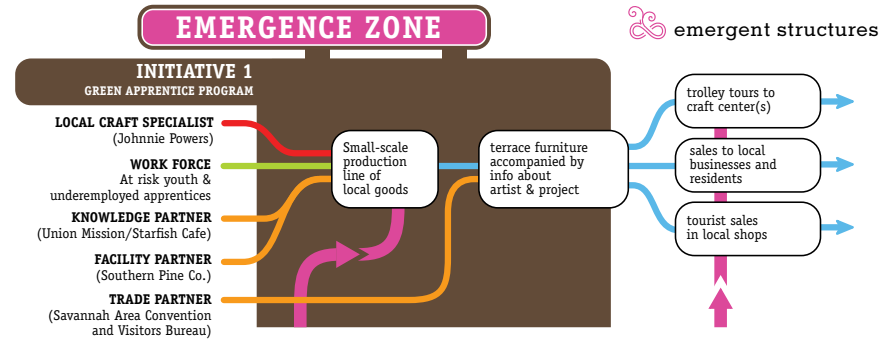 EMERGENCE ZONE
emergent structures
INITIATIVE 1
GREEN APPRENTICE PROGRAM
LOCAL CRAFT SPECIALIST
(Johnnie Powers)
WORK FORCE
At risk youth &
underemployed apprentices
KNOWLEDGE PARTNER
(Union Mission/Starfish Cafe)
FACILITY PARTNER
(Southern Pine Co.)
TRADE PARTNER
(Savannah Area Convention
and Visitors Bureau)
Small-scale
production
line of
local goods
terrace furniture
accompanied by
info about
artist & project
trolley tours to
craft center(s)
sales to local
businesses and
residents
tourist sales
in local shops